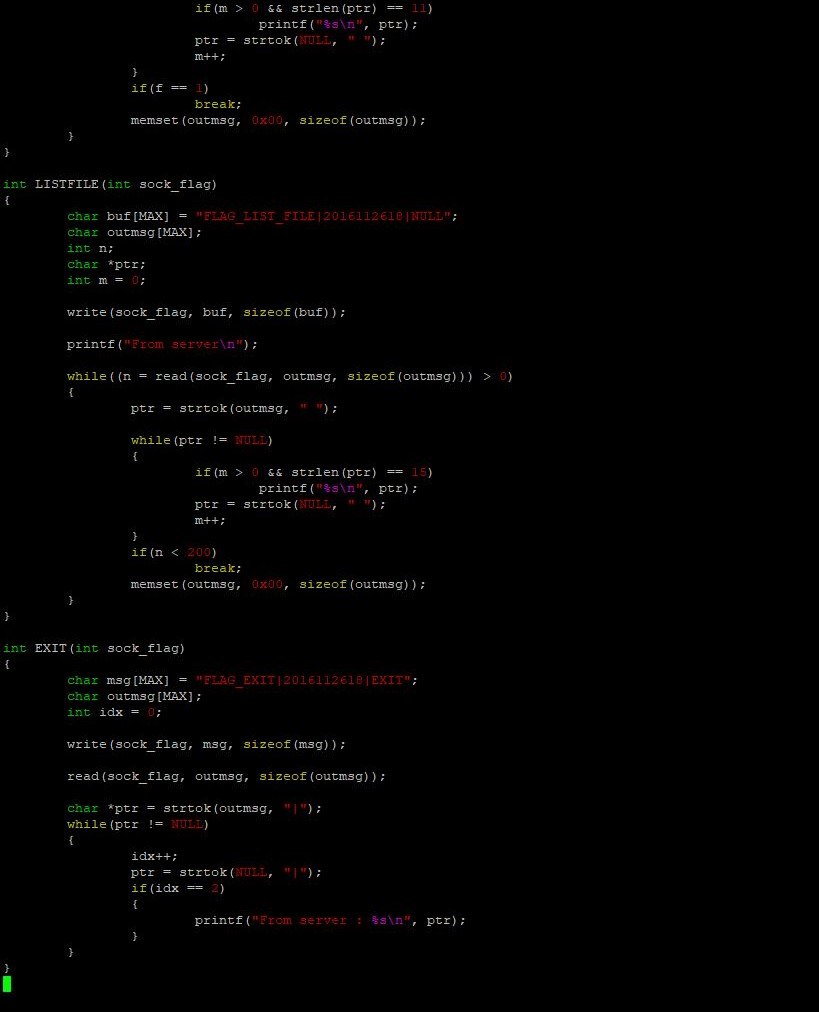 if(m > 0 && strlen(ptr) == 11)
                                printf("%s\n", ptr);
                        ptr = strtok(NULL, " ");
                        m++;
                }
                if(f == 1)
                        break;
                memset(outmsg, 0x00, sizeof(outmsg));
        }
}

int LISTFILE(int sock_flag)
{
        char buf[MAX] = "FLAG_LIST_FILE|2016112618|NULL";
        char outmsg[MAX];
        int n;
        char *ptr;
        int m = 0;

        write(sock_flag, buf, sizeof(buf));

        printf("From server\n");

        while((n = read(sock_flag, outmsg, sizeof(outmsg))) > 0)
        {
                ptr = strtok(outmsg, " ");

                while(ptr != NULL)
                {
                        if(m > 0 && strlen(ptr) == 15)
                                printf("%s\n", ptr);
                        ptr = strtok(NULL, " ");
                        m++;
                }
                if(n < 200)
                        break;
                memset(outmsg, 0x00, sizeof(outmsg));
        }
}

int EXIT(int sock_flag)
{
        char msg[MAX] = "FLAG_EXIT|2016112618|EXIT";
        char outmsg[MAX];
        int idx = 0;

        write(sock_flag, msg, sizeof(msg));

        read(sock_flag, outmsg, sizeof(outmsg));

        char *ptr = strtok(outmsg, "|");
        while(ptr != NULL)
        {
                idx++;
                ptr = strtok(NULL, "|");
                if(idx == 2)
                {
                        printf("From server : %s\n", ptr);
                }
        }
}